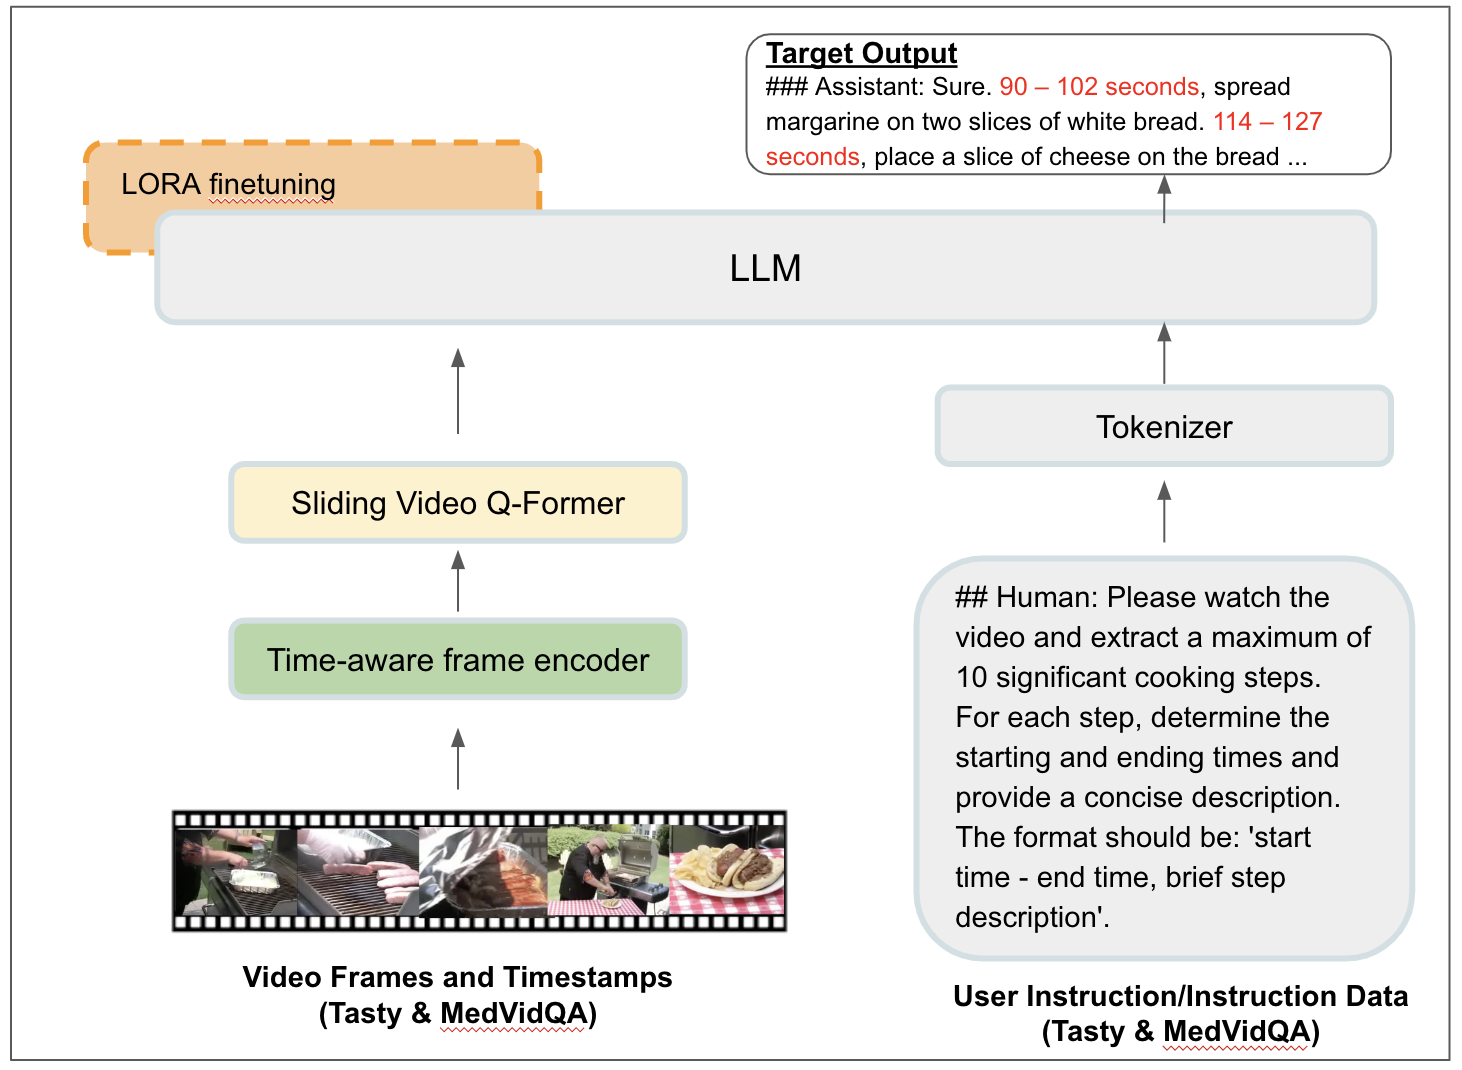 Target Output
### Assistant: Sure. 90 – 102 seconds, spread
margarine on two slices of white bread. 114 – 127
seconds, place a slice of cheese on the bread ...
LORA finetuning
LLM
Tokenizer
Sliding Video Q-Former
Time-aware frame encoder
## Human: Please watch the
video and extract a maximum of
10 significant cooking steps.
For each step, determine the
starting and ending times and
provide a concise description.
The format should be: 'start
time - end time, brief step
description'.
Video Frames and Timestamps
(Tasty & MedVidQA)
User Instruction/Instruction Data
(Tasty & MedVidQA)